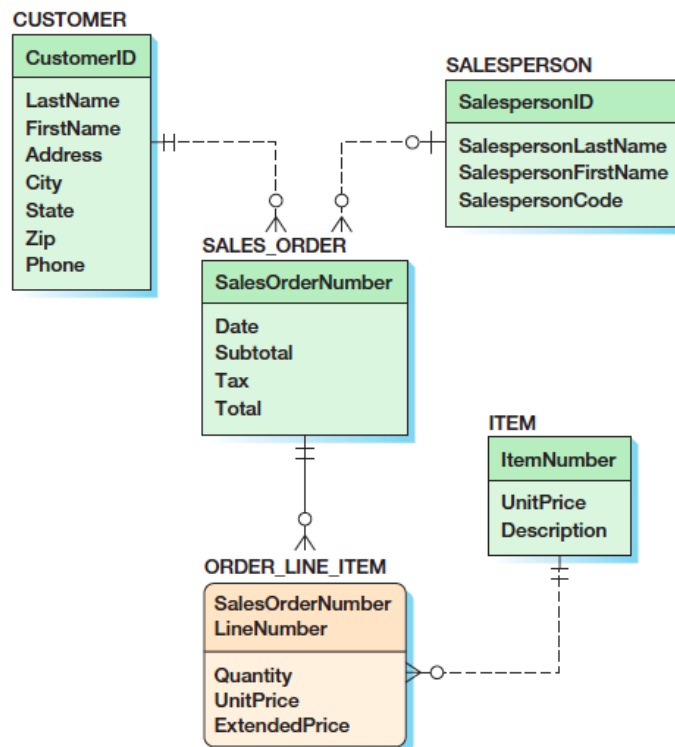 CUSTOMER
CustomerID
LastName
FirstName
Address
City
State
Zip
Phone
SALESPERSON
SalespersonID
SalespersonLastName
SalespersonFirstName
SalespersonCode
SALES_ORDER
SalesOrderNumber
Date
Subtotal
Tax
Total
ITEM
ItemNumber
UnitPrice
Description
ORDER_LINE_ITEM
SalesOrderNumber
LineNumber
Quantity
UnitPrice
ExtendedPrice